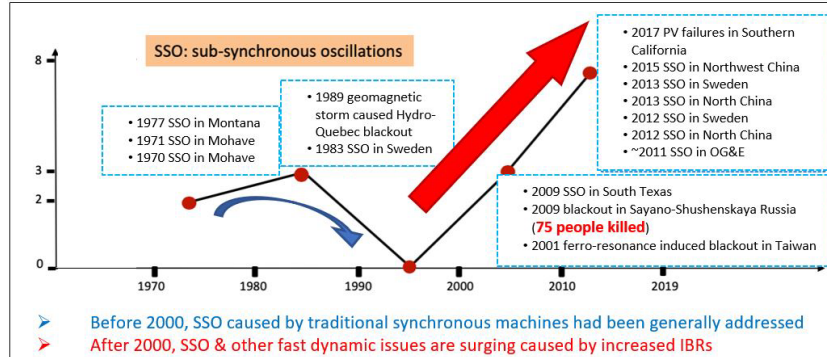 SSO: sub-synchronous oscillations
8
3
2
0
• 1977 SSO in Montana
• 1971 SSO in Mohave
• 1970 SSO in Mohave
• 1989 geomagnetic
storm caused Hydro-
Quebec blackout
• 1983 SSO in Sweden
• 2017 PV failures in Southern
California
• 2015 SSO in Northwest China
• 2013 SSO in Sweden
• 2013 SSO in North China
• 2012 SSO in Sweden
• 2012 SSO in North China
• ~2011 SSO in OG&E
• 2009 SSO in South Texas
• 2009 blackout in Sayano-Shushenskaya Russia
(75 people killed)
• 2001 ferro-resonance induced blackout in Taiwan
1970 1980 1990 2000 2010 2019
➢ Before 2000, SSO caused by traditional synchronous machines had been generally addressed
➢ After 2000, SSO & other fast dynamic issues are surging caused by increased IBRs